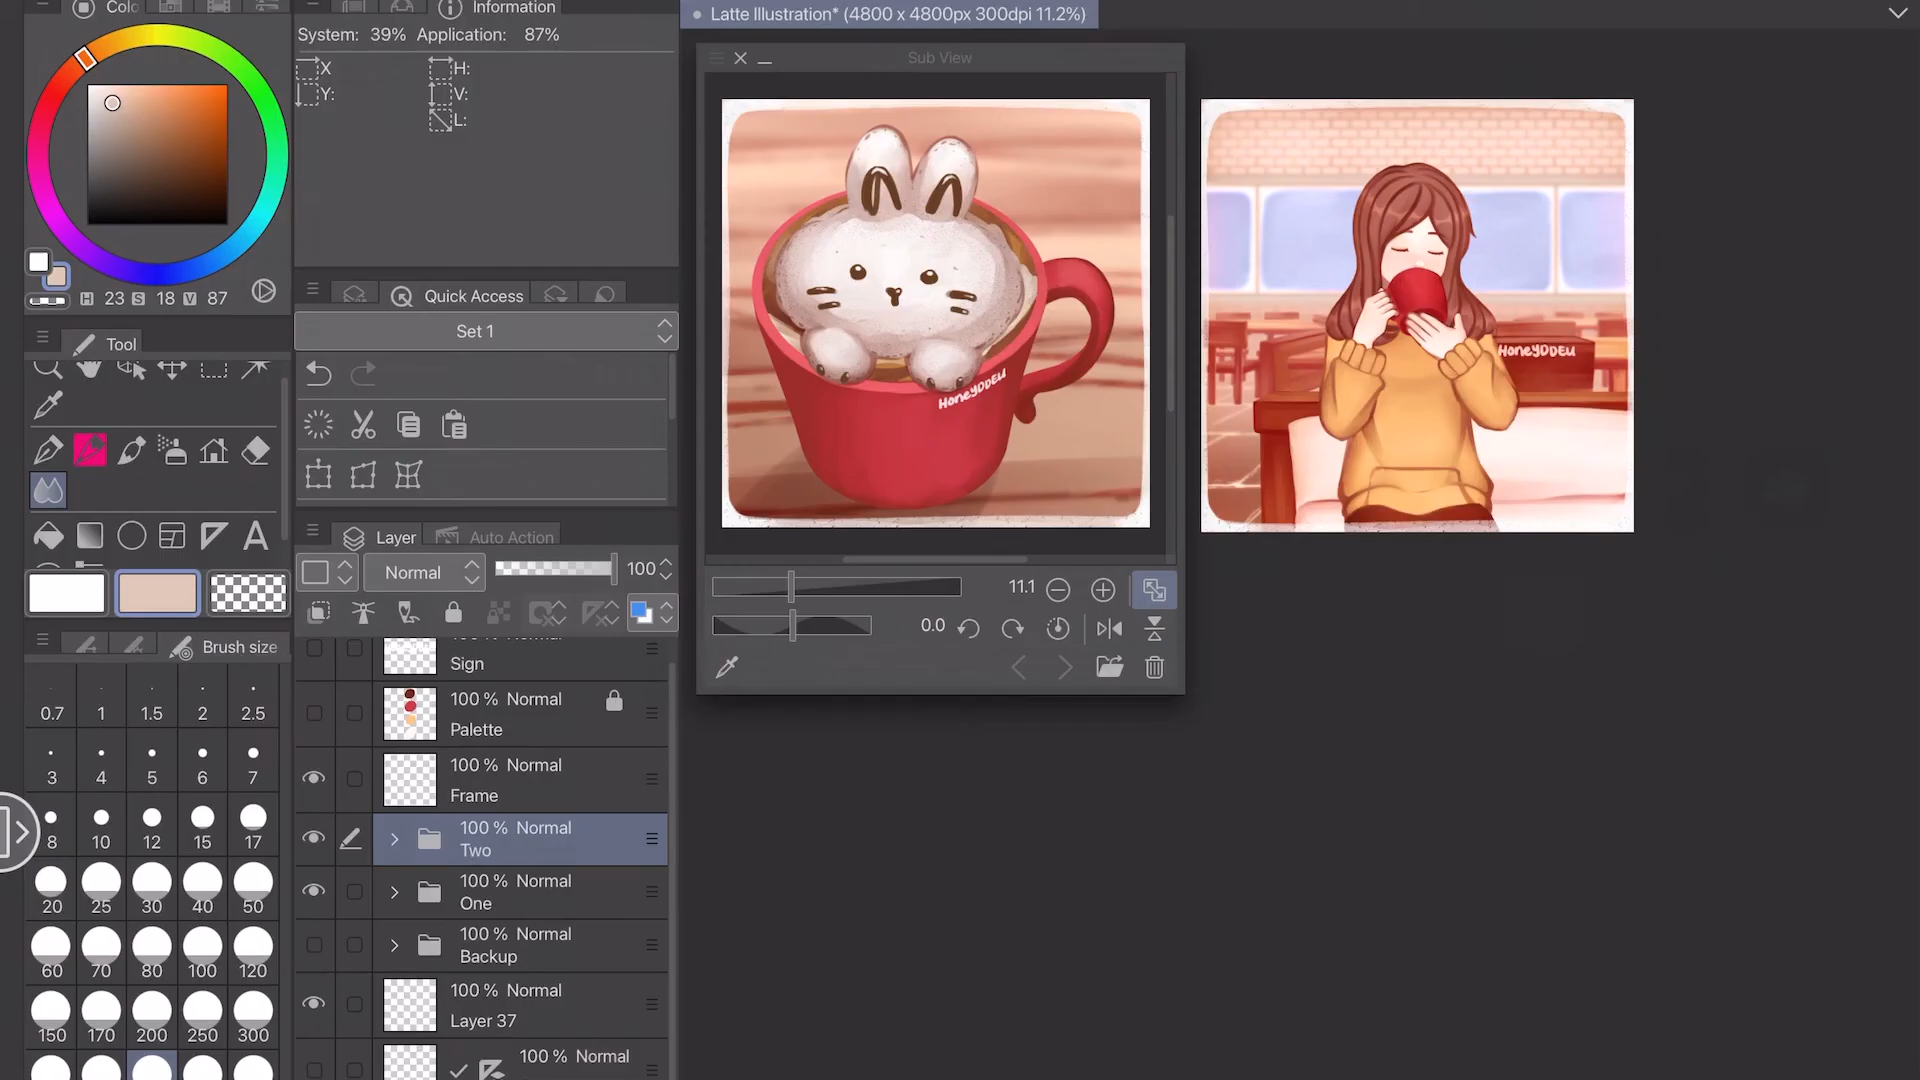 Colc
Information
System: 39% Application: 87%
X
H:
Y:
V:
L:
H 23 S 18 V 87
Quick Access
Set 1
Tool
Layer
Auto Action
Normal
100
Sign
100 % Normal
Palette
100 % Normal
Frame
100 % Normal
Two
100 % Normal
One
100 % Normal
Backup
100 % Normal
Layer 37
100 % Normal
Brush size
0.7 1 1.5 2 2.5
3 4 5 6 7
8 10 12 15 17
20 25 30 40 50
60 70 80 100 120
150 170 200 250 300
Latte Illustration* (4800 x 4800px 300dpi 11.2%)
Sub View
HoneyDDEU
HoneyDDEU
11.1
0.0